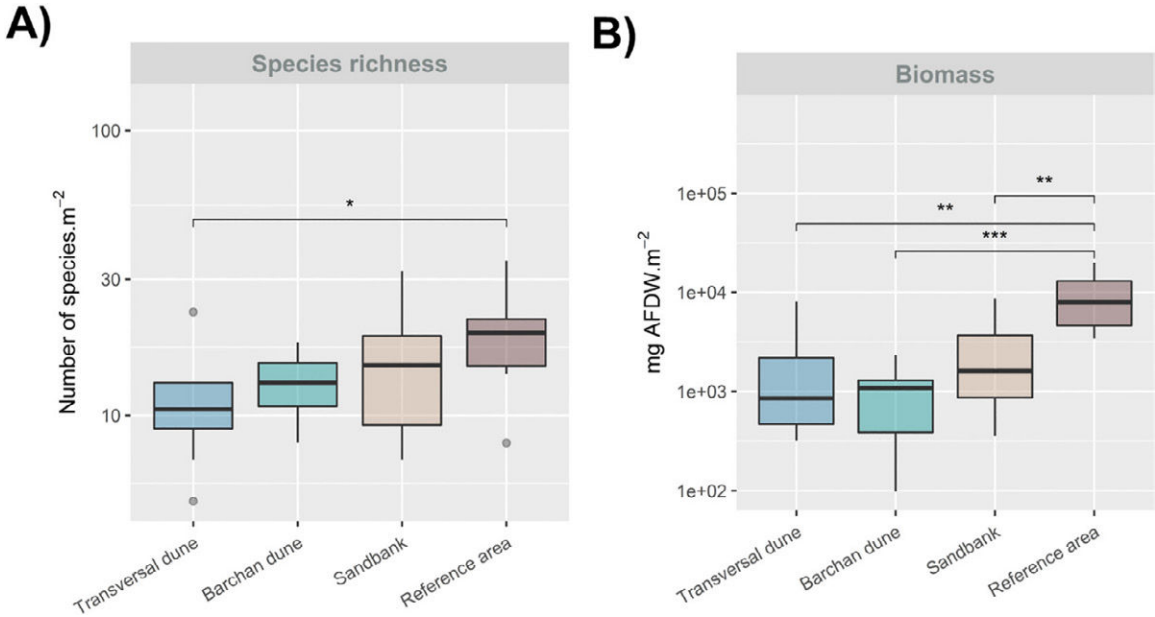 A)
Species richness
Number of species.m⁻²
100
30
10
*
Transversal dune
Barchan dune
Sandbank
Reference area
B)
Biomass
mg AFDW.m⁻²
1e+05
1e+04
1e+03
1e+02
**
**
***
Transversal dune
Barchan dune
Sandbank
Reference area